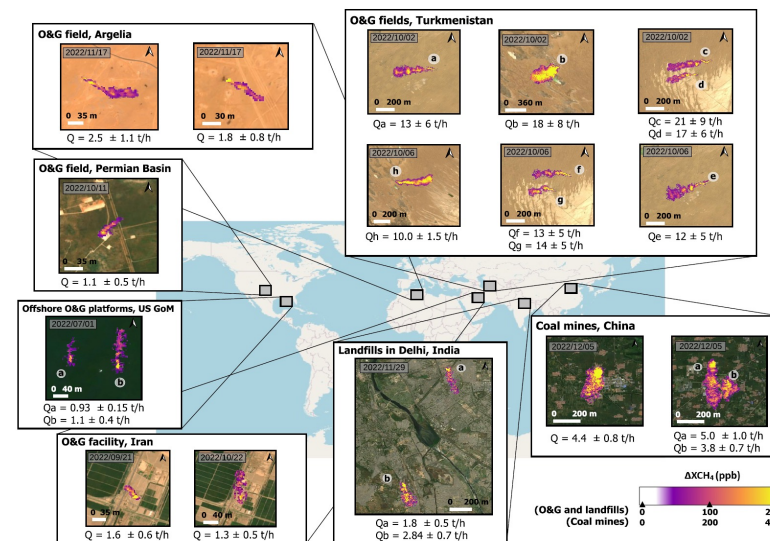 O&G field, Argelia
2022/11/17
0 35 m
Q = 2.5 ± 1.1 t/h
2022/11/17
0 30 m
Q = 1.8 ± 0.8 t/h
O&G fields, Turkmenistan
2022/10/02
a
0 200 m
Qa = 13 ± 6 t/h
2022/10/02
b
0 360 m
Qb = 18 ± 8 t/h
2022/10/02
c
d
0 200 m
Qc = 21 ± 9 t/h
Qd = 17 ± 6 t/h
2022/10/06
h
0 200 m
Qh = 10.0 ± 1.5 t/h
2022/10/06
f
g
0 200 m
Qf = 13 ± 5 t/h
Qg = 14 ± 5 t/h
2022/10/06
e
0 200 m
Qe = 12 ± 5 t/h
O&G field, Permian Basin
2022/10/11
0 35 m
Q = 1.1 ± 0.5 t/h
Offshore O&G platforms, US GoM
2022/07/01
a
b
0 40 m
Qa = 0.93 ± 0.15 t/h
Qb = 1.1 ± 0.4 t/h
O&G facility, Iran
2022/09/21
0 35 m
Q = 1.6 ± 0.6 t/h
2022/10/22
0 40 m
Q = 1.3 ± 0.5 t/h
Landfills in Delhi, India
2022/11/29
a
b
0 200 m
Qa = 1.8 ± 0.5 t/h
Qb = 2.84 ± 0.7 t/h
Coal mines, China
2022/12/05
0 200 m
Q = 4.4 ± 0.8 t/h
2022/12/05
a
b
0 200 m
Qa = 5.0 ± 1.0 t/h
Qb = 3.8 ± 0.7 t/h
ΔXCH₄ (ppb)
(O&G and landfills) 0 100
(Coal mines) 0 200